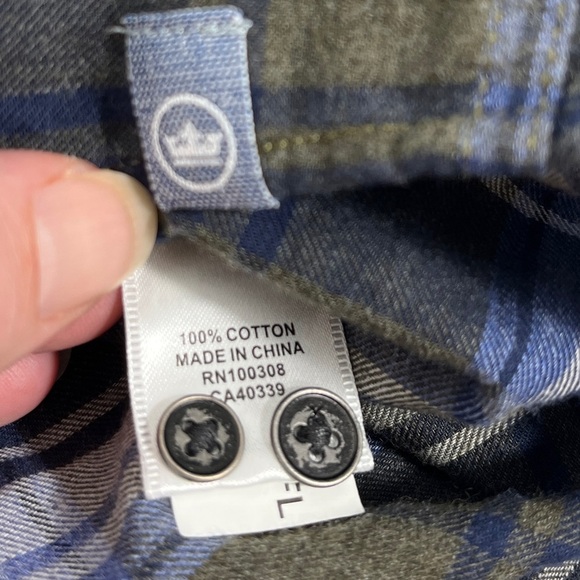 100% COTTON
MADE IN CHINA
RN100308
CA40339